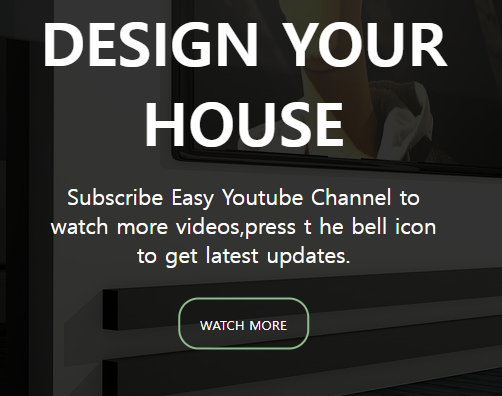 DESIGN YOUR
HOUSE
Subscribe Easy Youtube Channel to
watch more videos,press t he bell icon
to get latest updates.
WATCH MORE